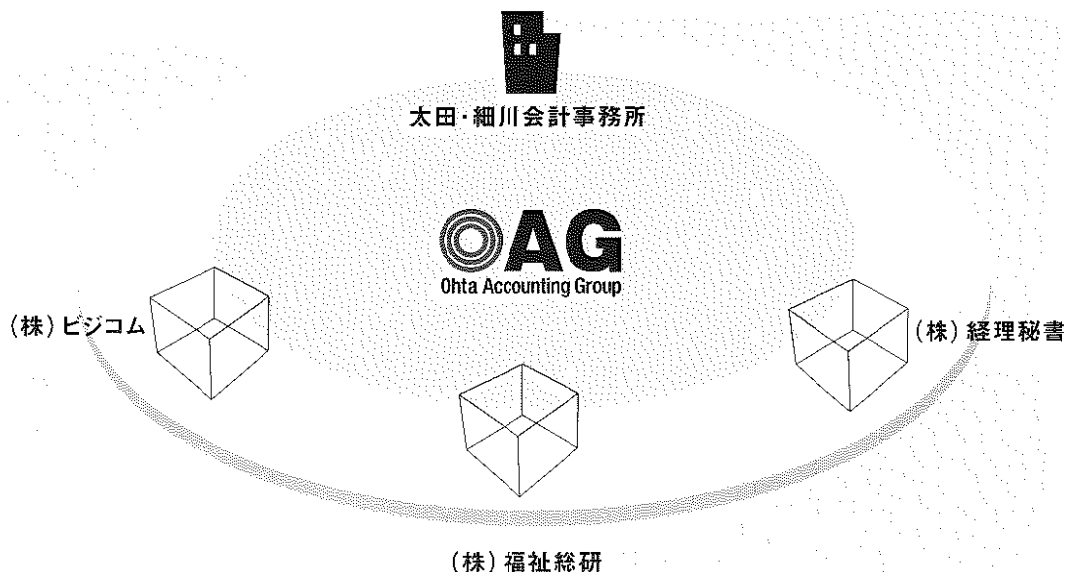 太田・細川会計事務所
OAG
Ohta Accounting Group
(株)ビジコム
(株)経理秘書
(株)福祉総研